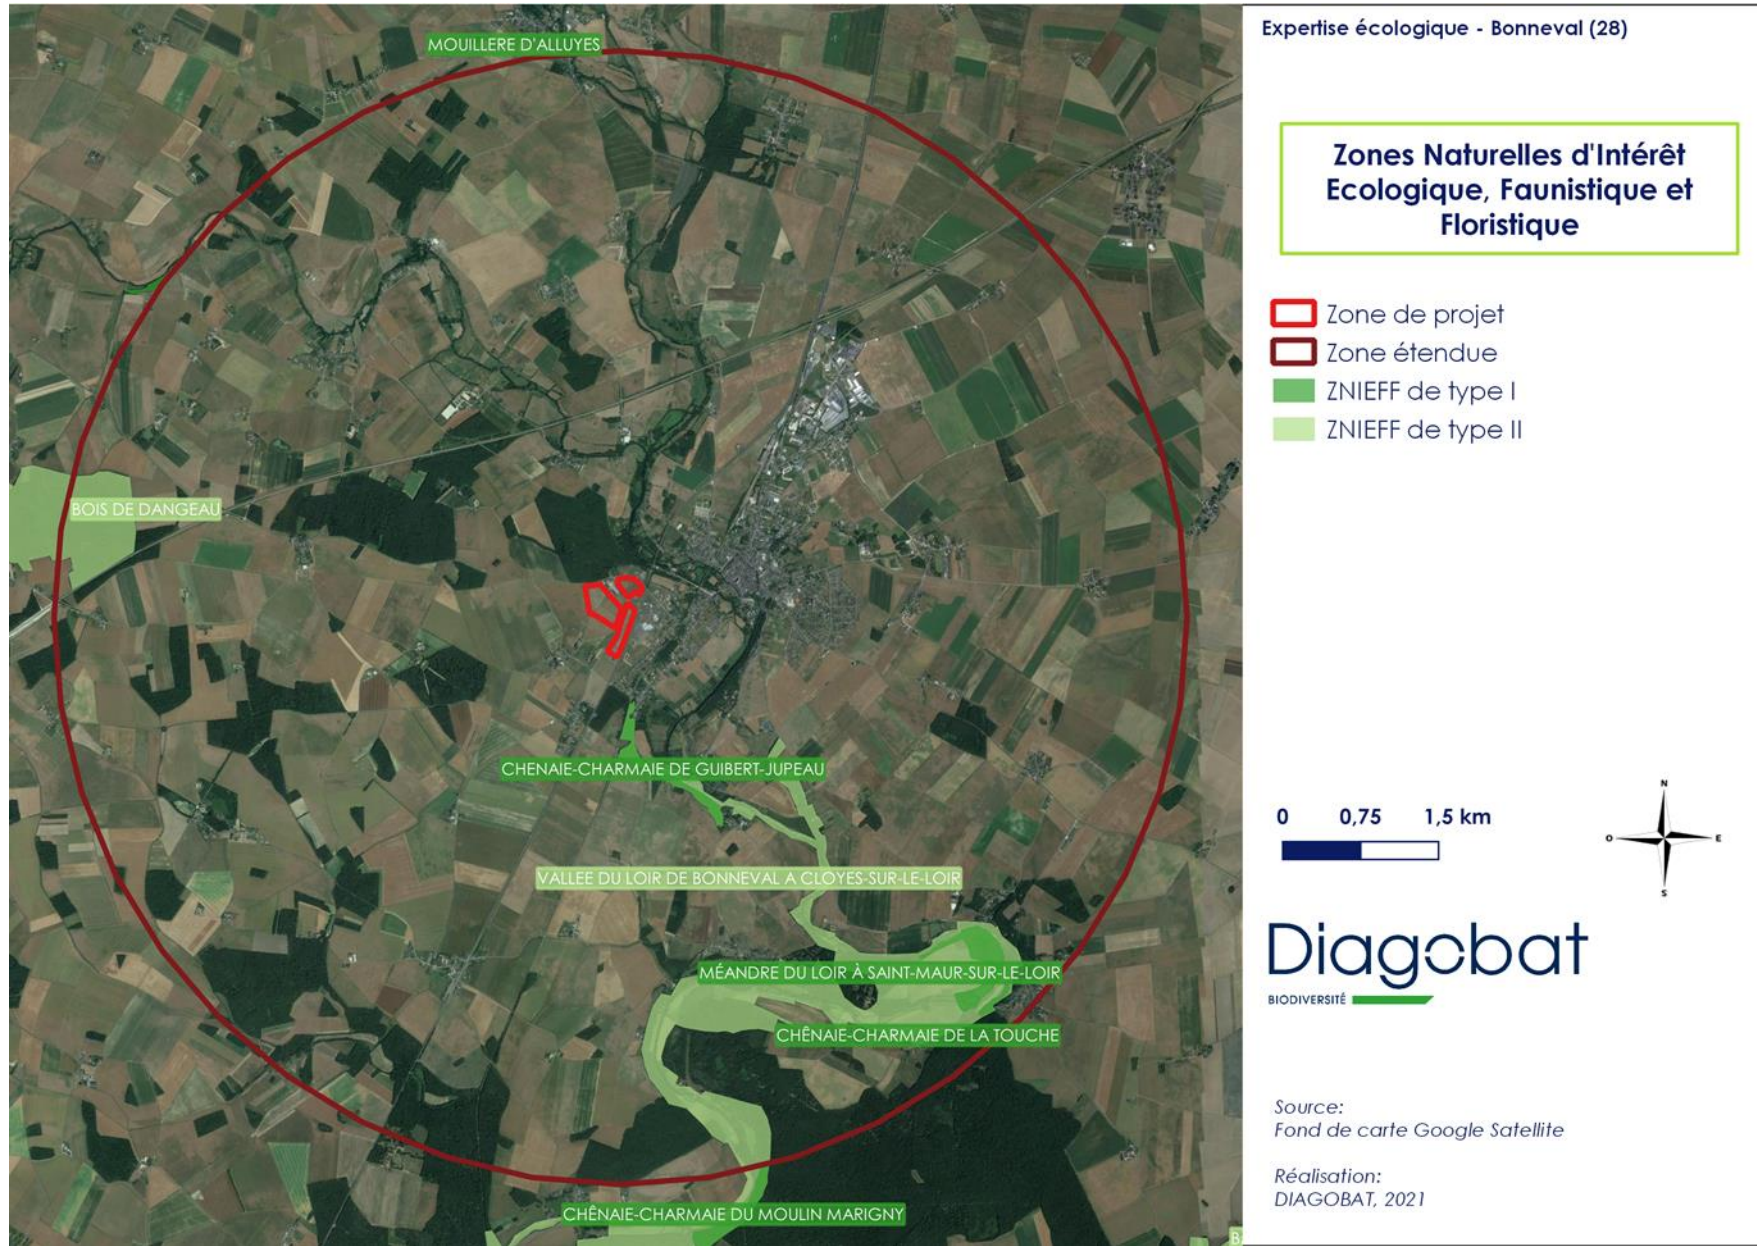 MOUILLERE D'ALLUYES
BOIS DE DANGEAU
CHENAIE-CHARMAIE DE GUIBERT-JUPEAU
VALLEE DU LOIR DE BONNEVAL A CLOYES-SUR-LE-LOIR
MÉANDRE DU LOIR À SAINT-MAUR-SUR-LE-LOIR
CHÊNAIE-CHARMAIE DE LA TOUCHE
CHÊNAIE-CHARMAIE DU MOULIN MARIGNY
B
Expertise écologique - Bonneval (28)
Zones Naturelles d'Intérêt
Ecologique, Faunistique et
Floristique
Zone de projet
Zone étendue
ZNIEFF de type I
ZNIEFF de type II
0 0,75 1,5 km
N
O E
S
Diagobat
BIODIVERSITÉ
Source:
Fond de carte Google Satellite
Réalisation:
DIAGOBAT, 2021